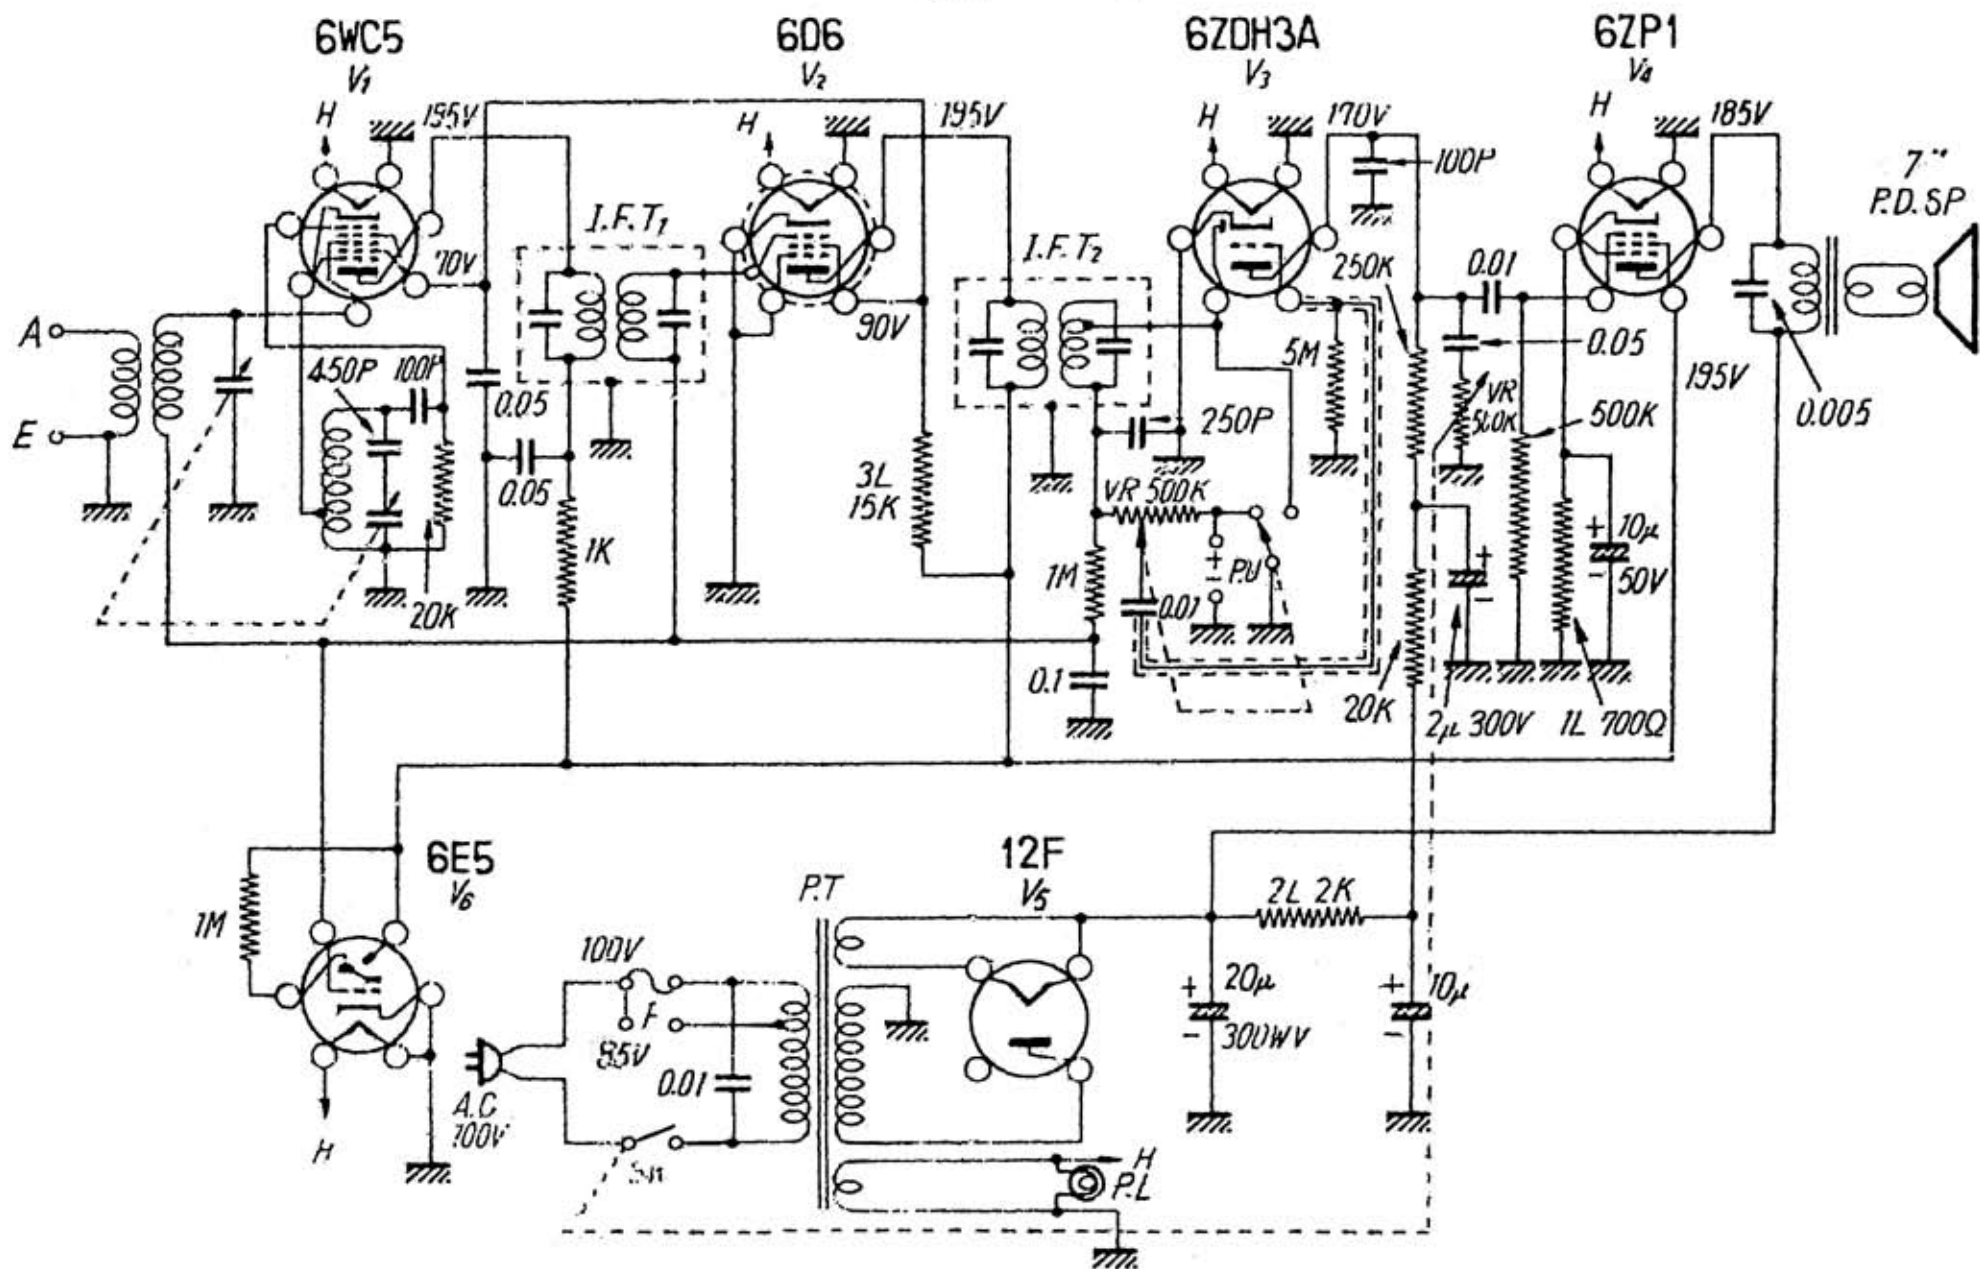 6WC5
V1
6D6
V2
6ZDH3A
V3
6ZP1
V4
H
195V
H
195V
H
170V
H
185V
100P
7"
P.D.SP
I.F.T1
70V
I.F.T2
90V
250K
0.01
A
E
450P
100P
0.05
5M
0.05
VR
500K
195V
0.005
500K
250P
0.05
3L
15K
VR 500K
10μ
50V
+
-
1K
1M
+
-
P.U
0.01
+
-
20K
0.1
20K
2μ 300V
1L 700Ω
6E5
V6
12F
V5
P.T
2L 2K
1M
100V
F
85V
0.01
+
-
20μ
300WV
+
-
10μ
A.C
100V
H
H
P.L